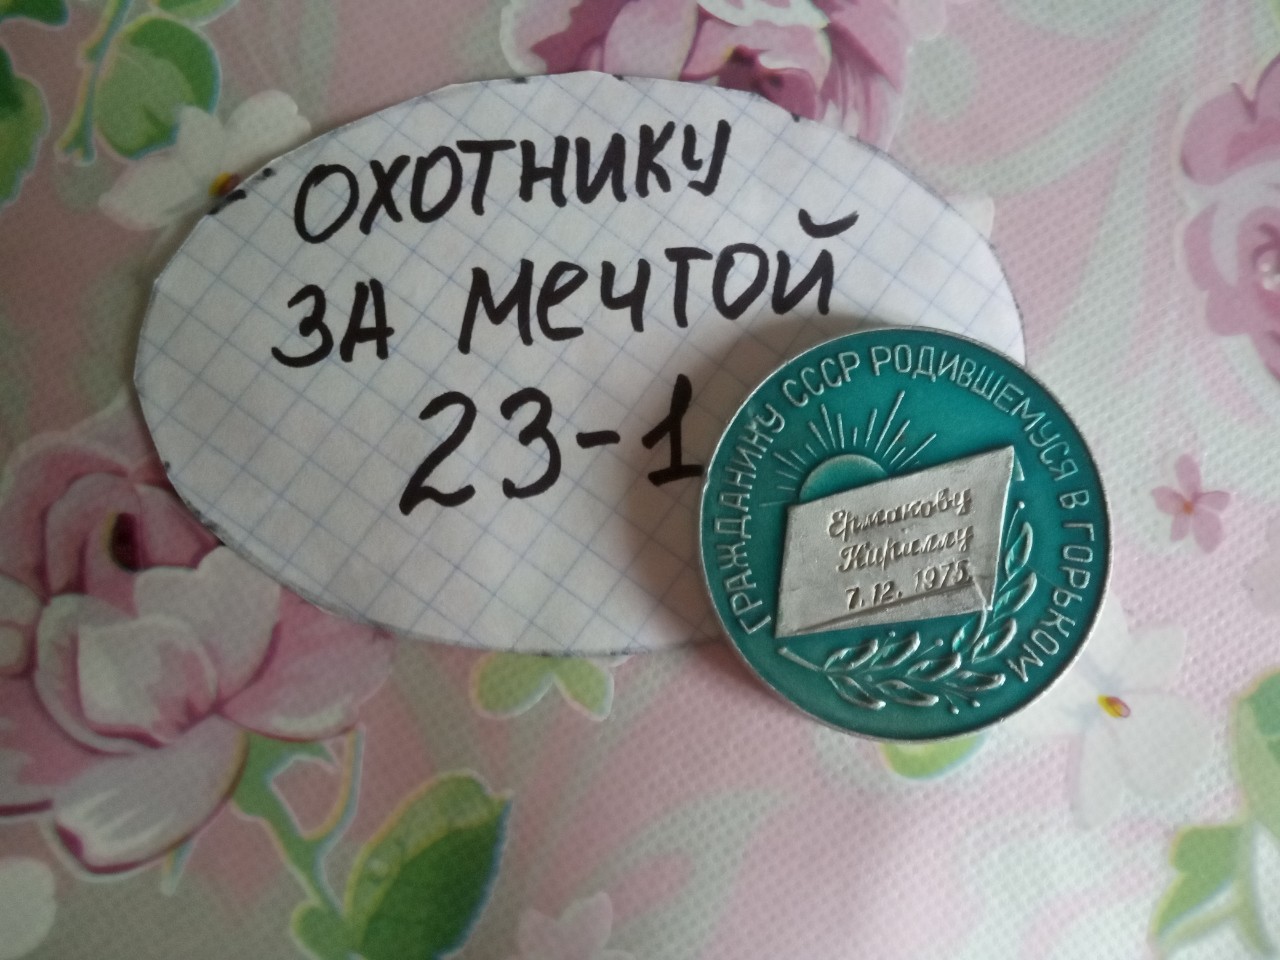 ОХОТНИКУ
ЗА МЕЧТОЙ
23-1
ГРАЖДАНИНУ СССР РОДИВШЕМУСЯ В ГОРЬКОМ
Ермакову
Кириллу
7.12.1975.